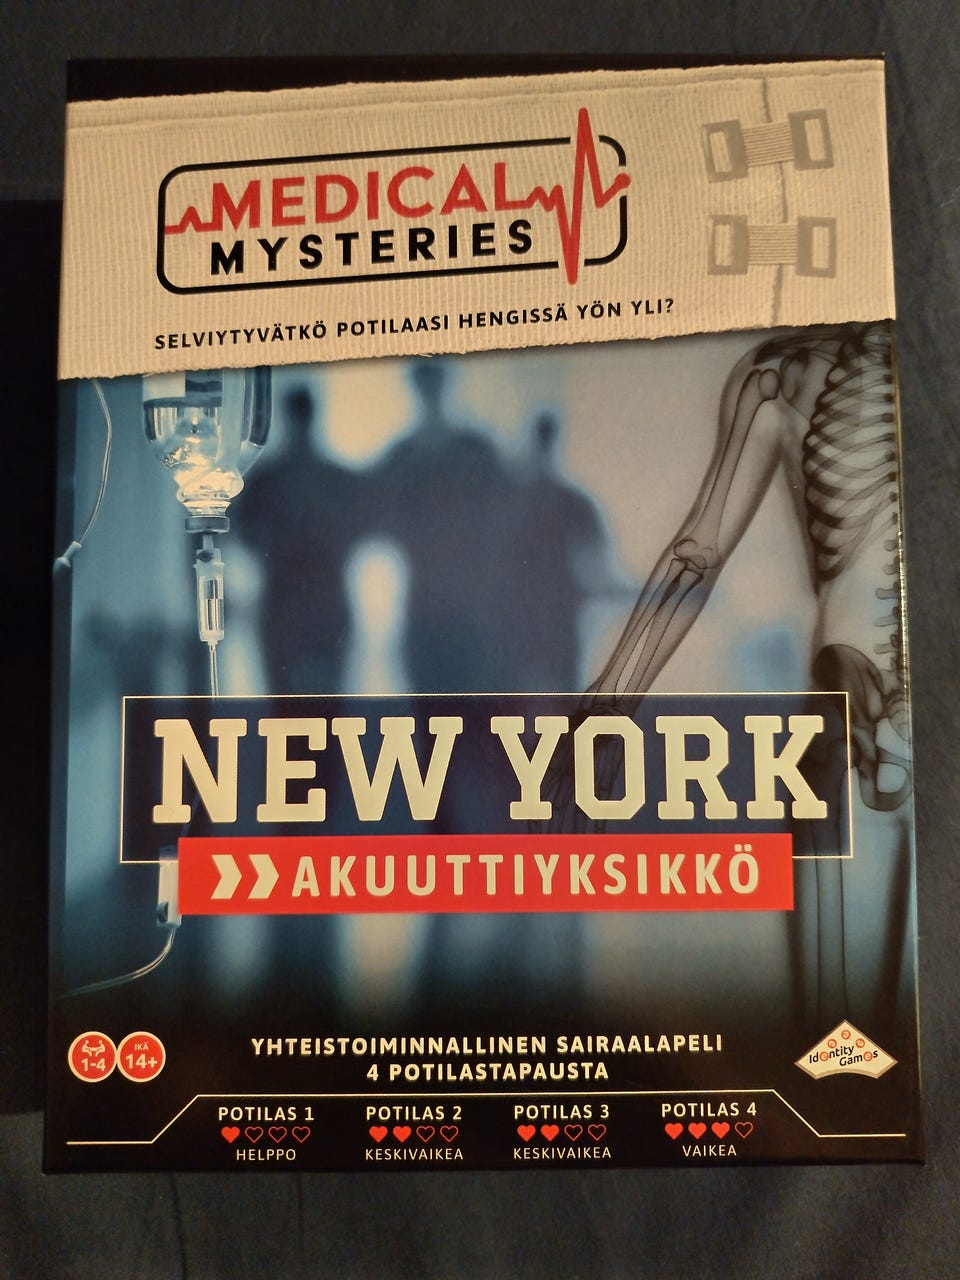 MEDICAL
MYSTERIES
SELVIYTYVÄTKÖ POTILAASI HENGISSÄ YÖN YLI?
NEW YORK
AKUUTTIYKSIKKÖ
1-4
IKÄ
14+
YHTEISTOIMINNALLINEN SAIRAALAPELI
4 POTILASTAPAUSTA
Identity
Games
POTILAS 1 POTILAS 2 POTILAS 3 POTILAS 4
HELPPO KESKIVAIKEA KESKIVAIKEA VAIKEA